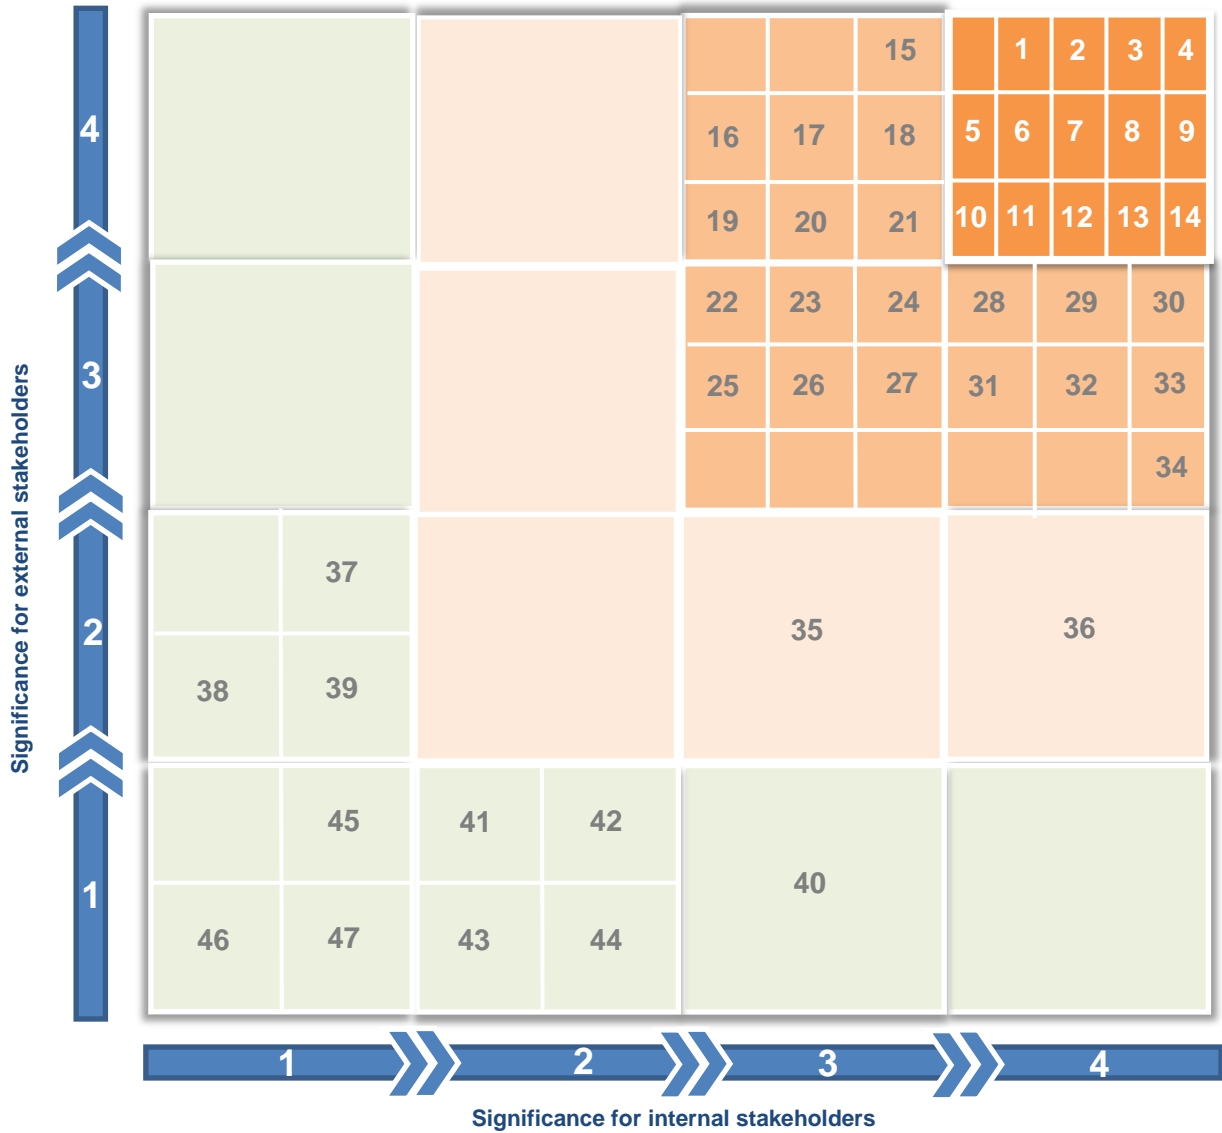 15 1 2 3 4
4
16 17 18 5 6 7 8 9
19 20 21 10 11 12 13 14
22 23 24 28 29 30
3
25 26 27 31 32 33
34
Significance for external stakeholders
37
2
35 36
38 39
45 41 42
1
40
46 47 43 44
1 2 3 4
Significance for internal stakeholders